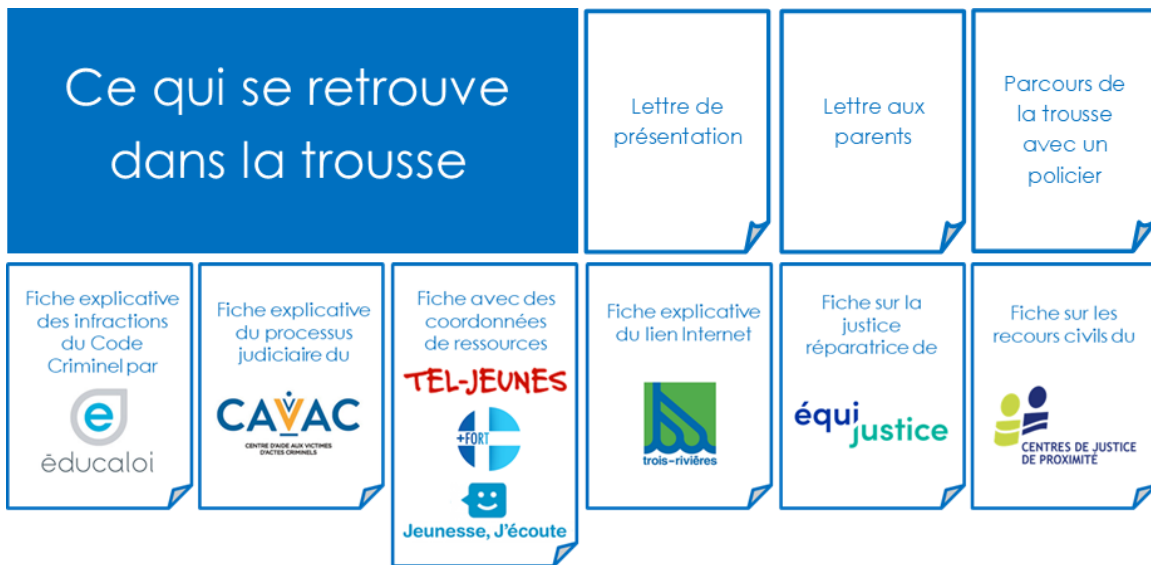 Ce qui se retrouve
dans la trousse
Lettre de
présentation
Lettre aux
parents
Parcours de
la trousse
avec un
policier
Fiche explicative
des infractions
du Code
Criminel par
e
éducaloi
Fiche explicative
du processus
judiciaire du
CAVAC
CENTRE D'AIDE AUX VICTIMES
D'ACTES CRIMINELS
Fiche avec des
coordonnées
de ressources
TEL-JEUNES
+FORT
Jeunesse, J'écoute
Fiche explicative
du lien Internet
trois-rivières
Fiche sur la
justice
réparatrice de
équi
justice
Fiche sur les
recours civils du
CENTRES DE JUSTICE
DE PROXIMITÉ